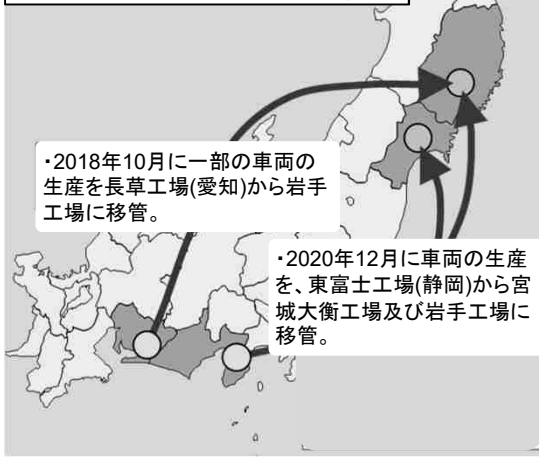 ・2018年10月に一部の車両の
生産を長草工場(愛知)から岩手
工場に移管。
・2020年12月に車両の生産
を、東富士工場(静岡)から宮
城大衡工場及び岩手工場に
移管。